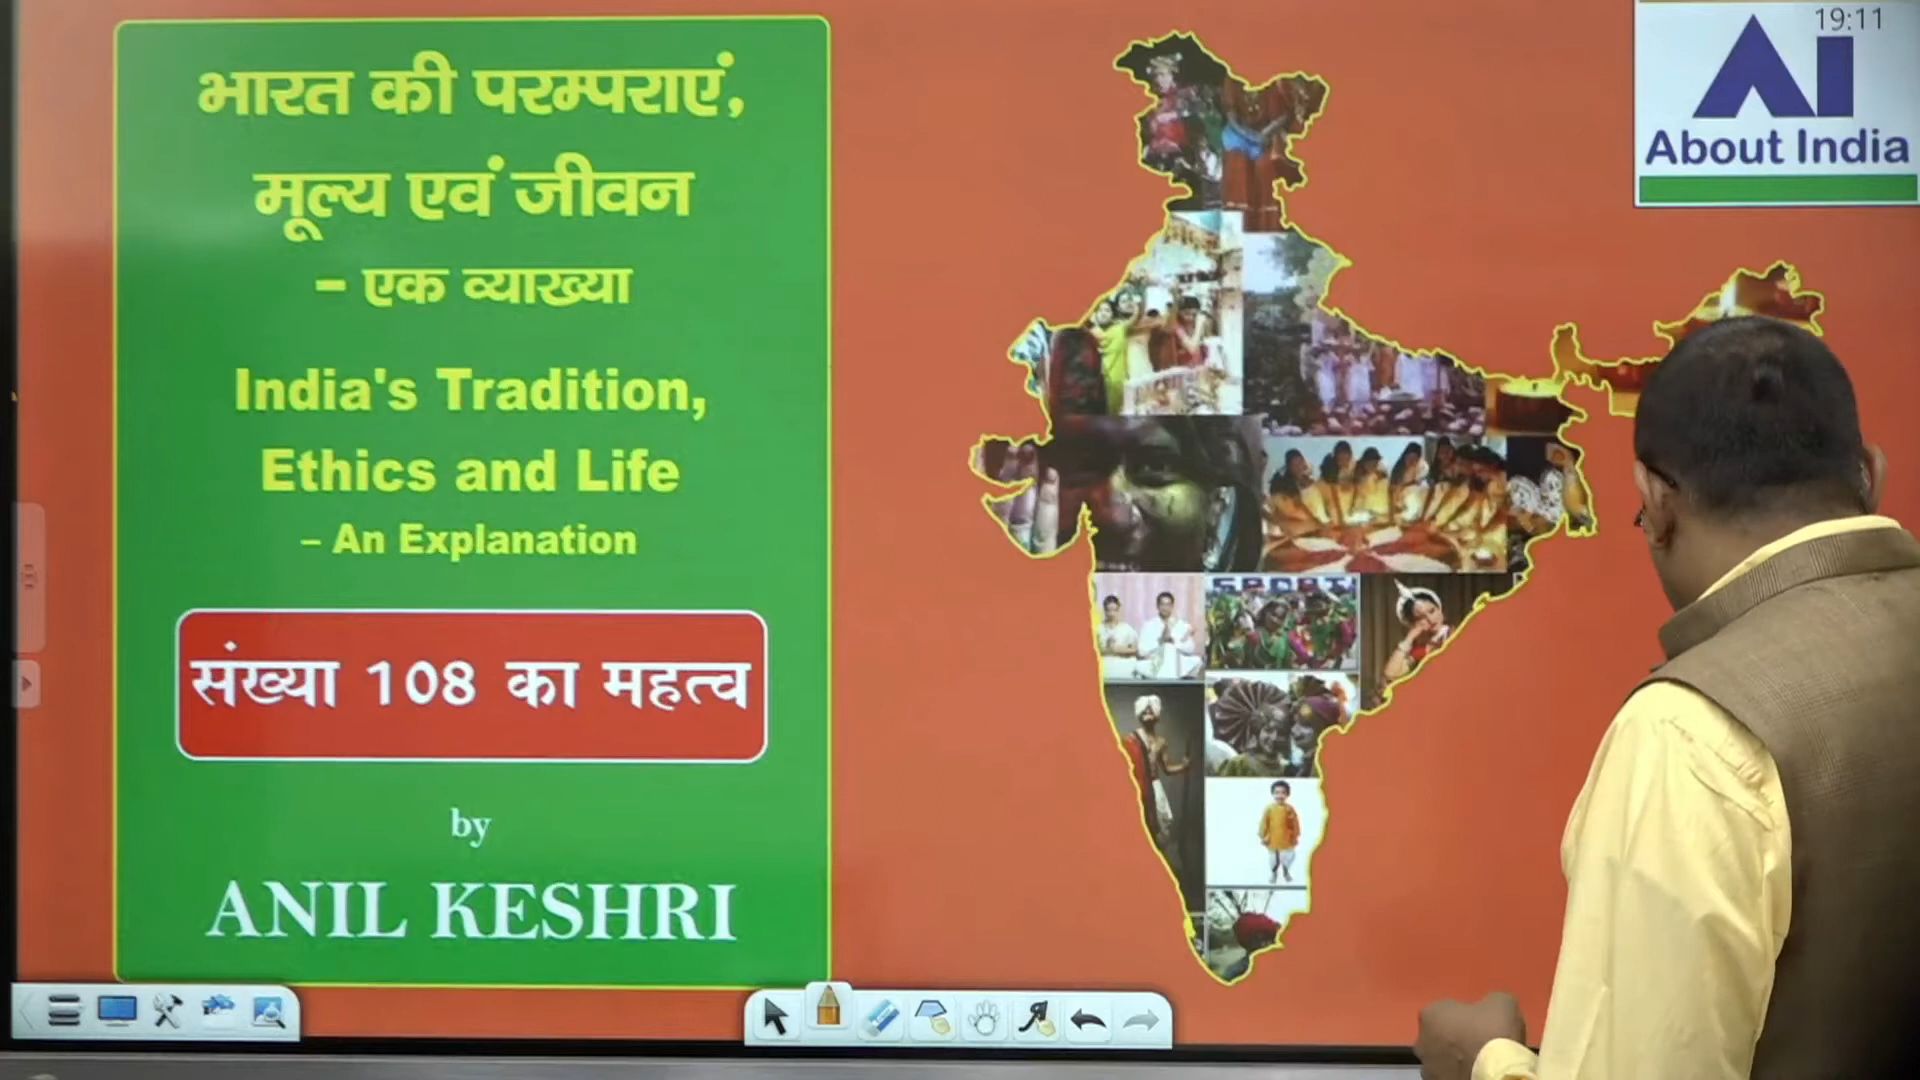 भारत की परम्पराएं,
मूल्य एवं जीवन
- एक व्याख्या
India's Tradition,
Ethics and Life
– An Explanation
संख्या 108 का महत्व
by
ANIL KESHRI
19:11
AI
About India